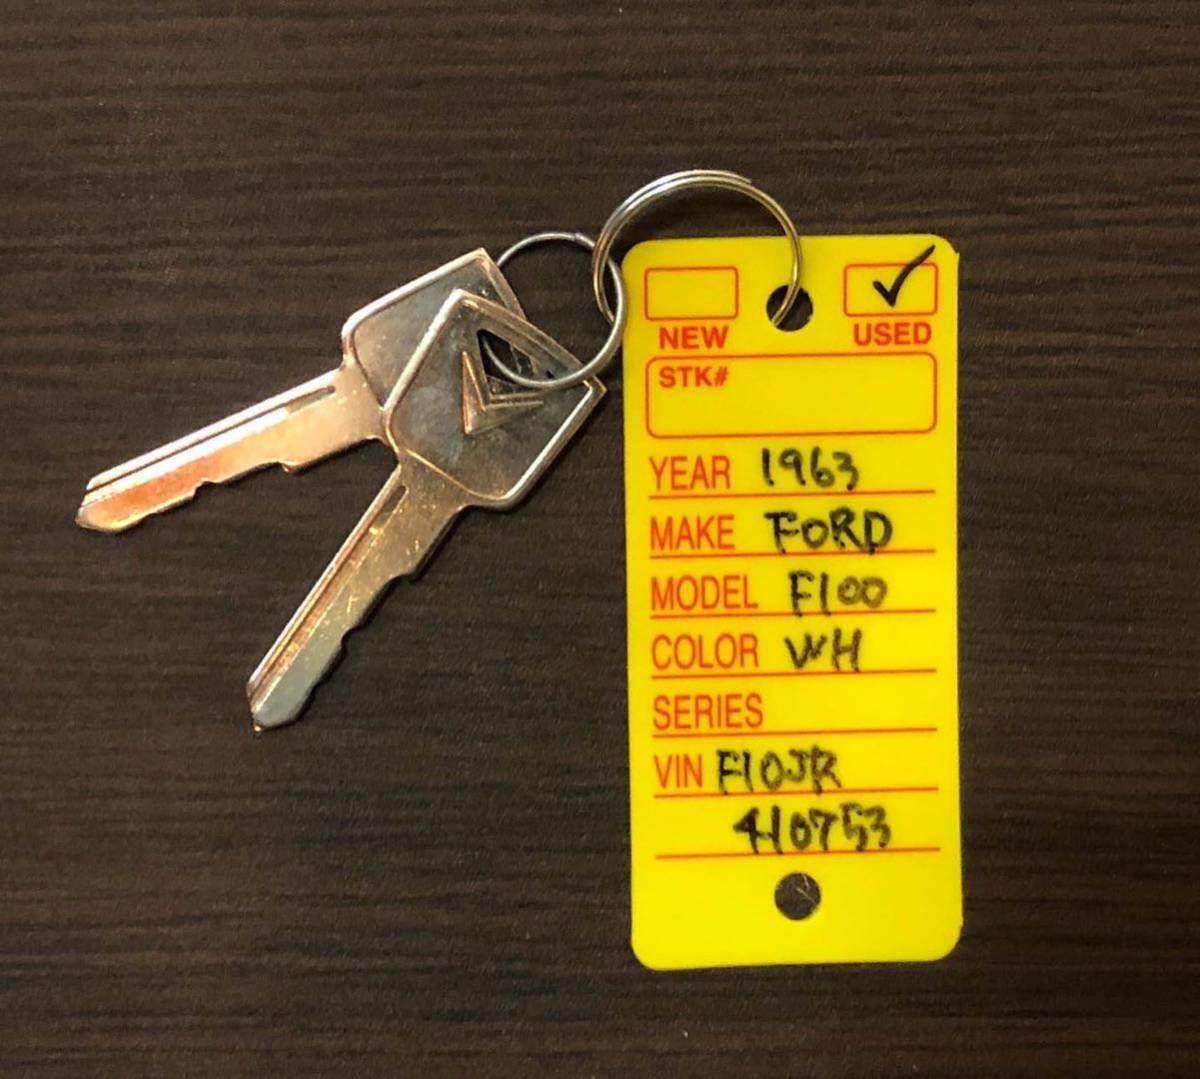 NEW USED
STK#
YEAR 1963
MAKE FORD
MODEL F100
COLOR WH
SERIES
VIN F10JR
410753